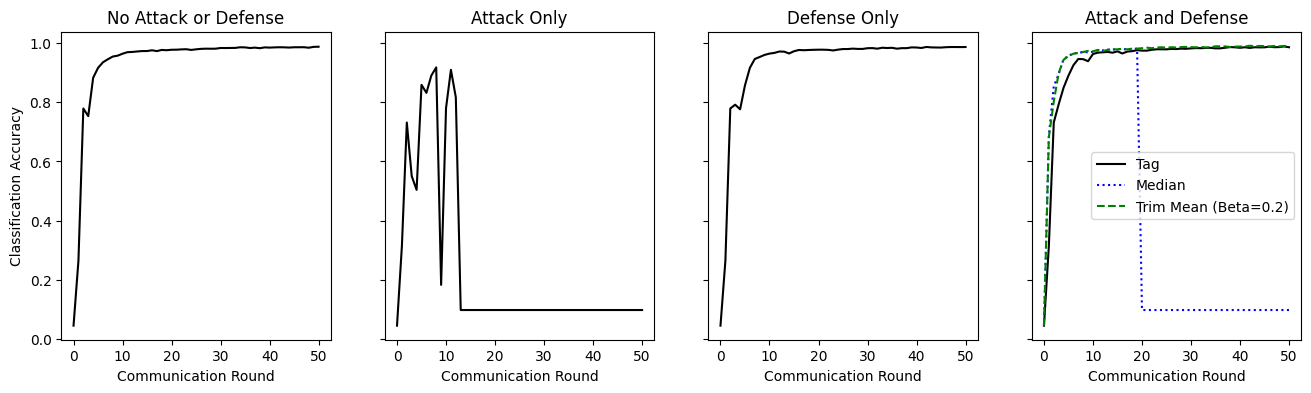 No Attack or Defense
Attack Only
Defense Only
Attack and Defense
Classification Accuracy
1.0
0.8
0.6
0.4
0.2
0.0
0 10 20 30 40 50
0 10 20 30 40 50
0 10 20 30 40 50
0 10 20 30 40 50
Communication Round
Communication Round
Communication Round
Communication Round
Tag
Median
Trim Mean (Beta=0.2)